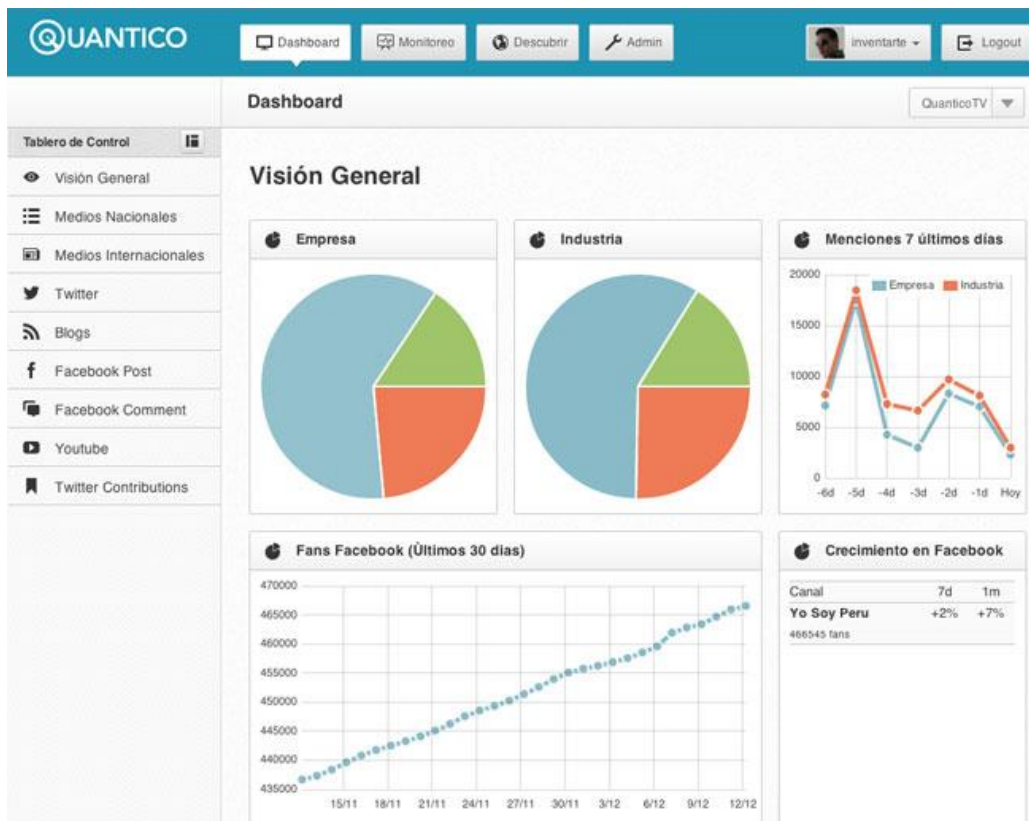 QUANTICO
Dashboard
Monitoreo
Descubrir
Admin
inventarte
Logout
Dashboard
QuanticoTV
Tablero de Control
Visión General
Medios Nacionales
Medios Internacionales
Twitter
Blogs
Facebook Post
Facebook Comment
Youtube
Twitter Contributions
Visión General
Empresa
Industria
Menciones 7 últimos días
20000
15000
10000
5000
0
Empresa
Industria
-6d -5d -4d -3d -2d -1d Hoy
Fans Facebook (Últimos 30 dias)
470000
465000
460000
455000
450000
445000
440000
435000
15/11 18/11 21/11 24/11 27/11 30/11 3/12 6/12 9/12 12/12
Crecimiento en Facebook
Canal 7d 1m
Yo Soy Peru +2% +7%
466545 fans